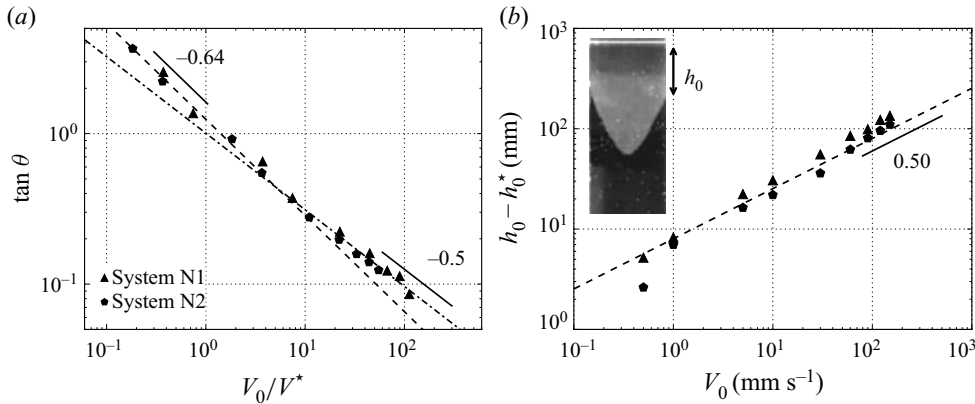 (a)
10⁰
10⁻¹
tan θ
–0.64
–0.5
System N1
System N2
10⁻¹
10⁰
10¹
10²
V₀/V⋆
(b)
10³
10²
10¹
10⁰
h₀ – h₀⋆ (mm)
h₀
0.50
10⁻¹
10⁰
10¹
10²
10³
V₀ (mm s⁻¹)